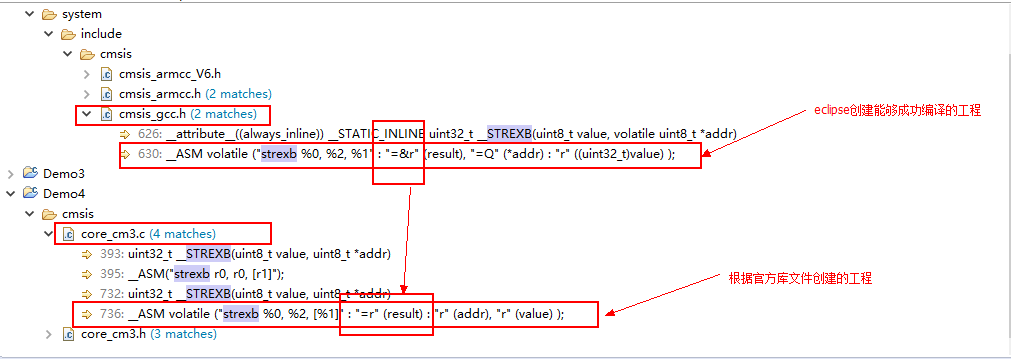 system
include
cmsis
cmsis_armcc_V6.h
cmsis_armcc.h (2 matches)
cmsis_gcc.h (2 matches)
eclipse创建能够成功编译的工程
626: __attribute__((always_inline)) __STATIC_INLINE uint32_t __STREXB(uint8_t value, volatile uint8_t *addr)
630: __ASM volatile ("strexb %0, %2, %1" : "=&r" (result), "=Q" (*addr) : "r" ((uint32_t)value) );
Demo3
Demo4
cmsis
core_cm3.c (4 matches)
393: uint32_t __STREXB(uint8_t value, uint8_t *addr)
395: __ASM("strexb r0, r0, [r1]");
根据官方库文件创建的工程
732: uint32_t __STREXB(uint8_t value, uint8_t *addr)
736: __ASM volatile ("strexb %0, %2, [%1]" : "=r" (result) : "r" (addr), "r" (value) );
core_cm3.h (3 matches)